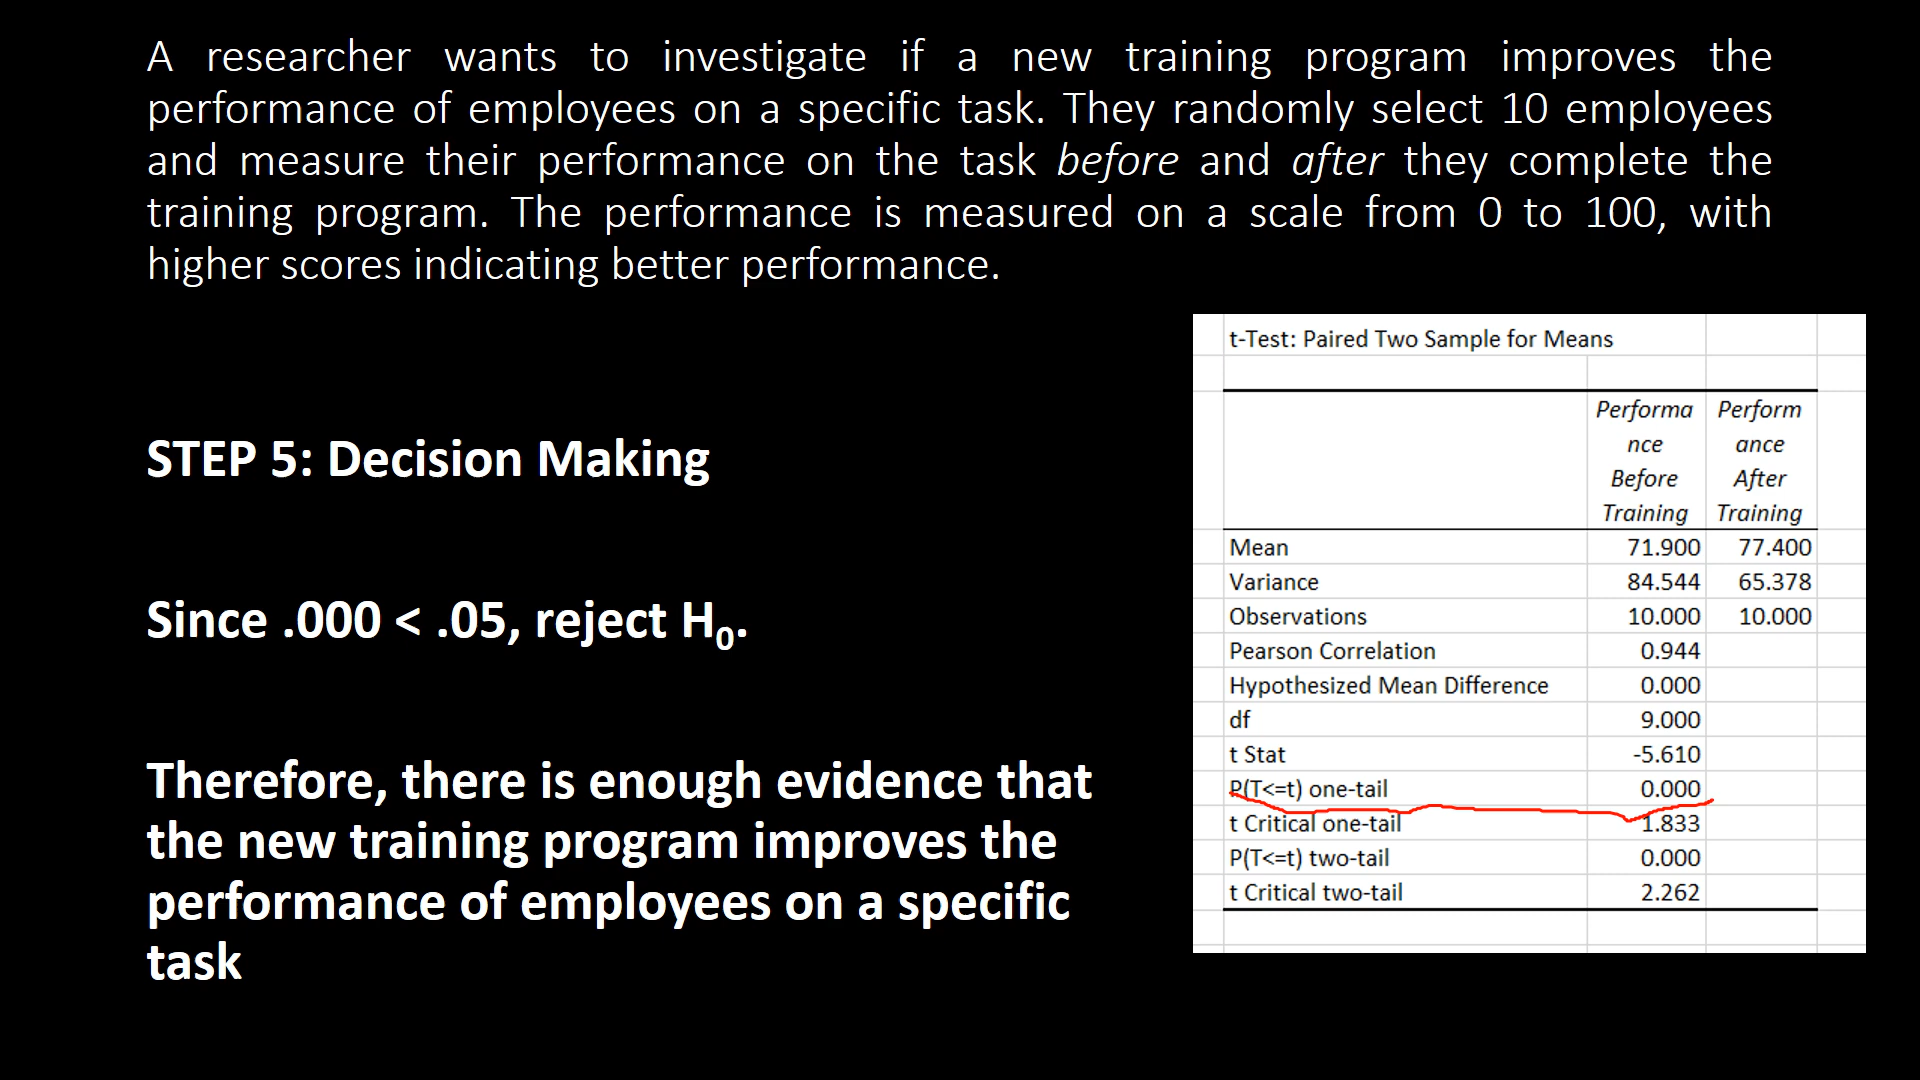 A researcher wants to investigate if a new training program improves the
performance of employees on a specific task. They randomly select 10 employees
and measure their performance on the task before and after they complete the
training program. The performance is measured on a scale from 0 to 100, with
higher scores indicating better performance.
STEP 5: Decision Making
Since .000 < .05, reject H₀.
Therefore, there is enough evidence that
the new training program improves the
performance of employees on a specific
task
t-Test: Paired Two Sample for Means
Performa Perform
nce ance
Before After
Training Training
Mean 71.900 77.400
Variance 84.544 65.378
Observations 10.000 10.000
Pearson Correlation 0.944
Hypothesized Mean Difference 0.000
df 9.000
t Stat -5.610
P(T<=t) one-tail 0.000
t Critical one-tail 1.833
P(T<=t) two-tail 0.000
t Critical two-tail 2.262